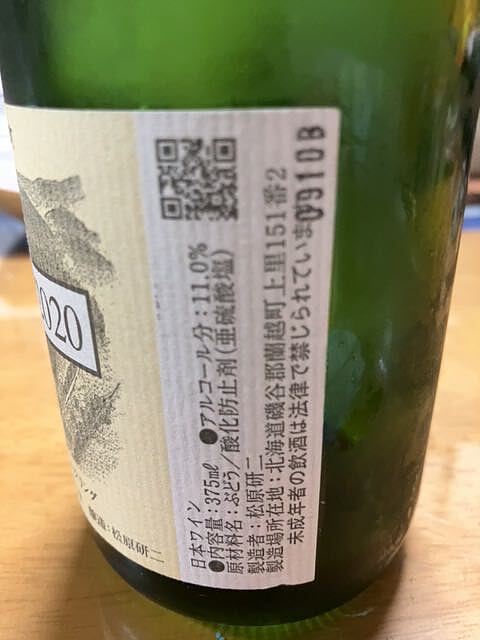 2020
ング
醸造:松原研二
日本ワイン
●内容量:375ml ●アルコール分:11.0%
原材料名:ぶどう/酸化防止剤(亜硫酸塩)
製造者:松原研二
製造場所在地:北海道磯谷郡蘭越町上里151番2
未成年者の飲酒は法律で禁じられていま
0910B